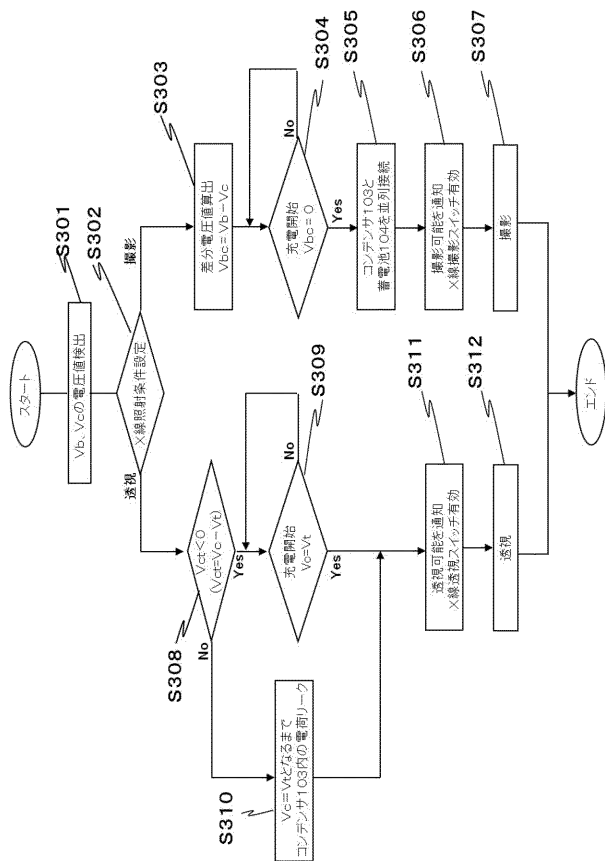 スタート
S301
Vb、Vcの電圧値検出
S302
X線照射条件設定
透視
撮影
S303
差分電圧値算出
Vbc＝Vb－Vc
S304
充電開始
Vbc＝0
No
Yes
S305
コンデンサ103と
蓄電池104を並列接続
S306
撮影可能を通知
X線撮影スイッチ有効
S307
撮影
S308
Vct＜0
(Vct＝Vc－Vt)
No
Yes
S309
充電開始
Vc＝Vt
No
Yes
S310
Vc＝Vtとなるまで
コンデンサ103内の電荷リーク
S311
透視可能を通知
X線透視スイッチ有効
S312
透視
エンド